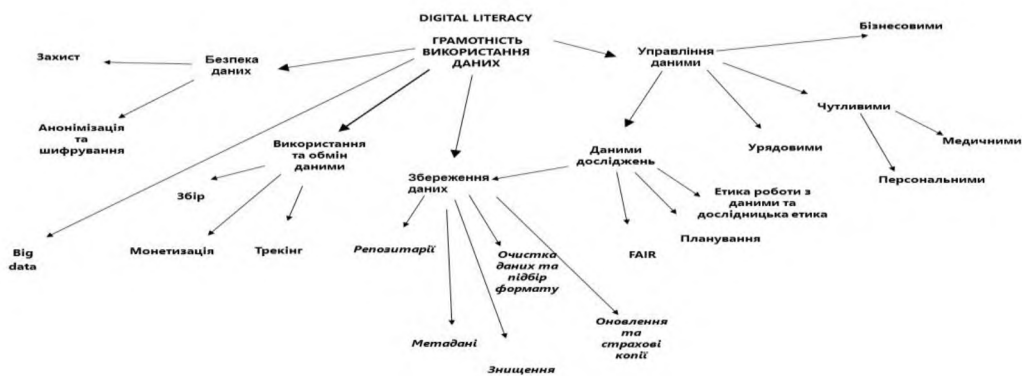 DIGITAL LITERACY
ГРАМОТНІСТЬ
ВИКОРИСТАННЯ
ДАНИХ
Бізнесовими
Управління
даними
Захист
Безпека
даних
Чутливими
Анонімізація
та
шифрування
Використання
та обмін
даними
Даними
досліджень
Урядовими
Медичними
Персональними
Збереження
даних
Збір
Етика роботи з
даними та
дослідницька етика
Big
data
Монетизація
Трекінг
Репозитарії
Очистка
даних та
підбір
формату
FAIR
Планування
Метадані
Знищення
Оновлення
та
страхові
копії